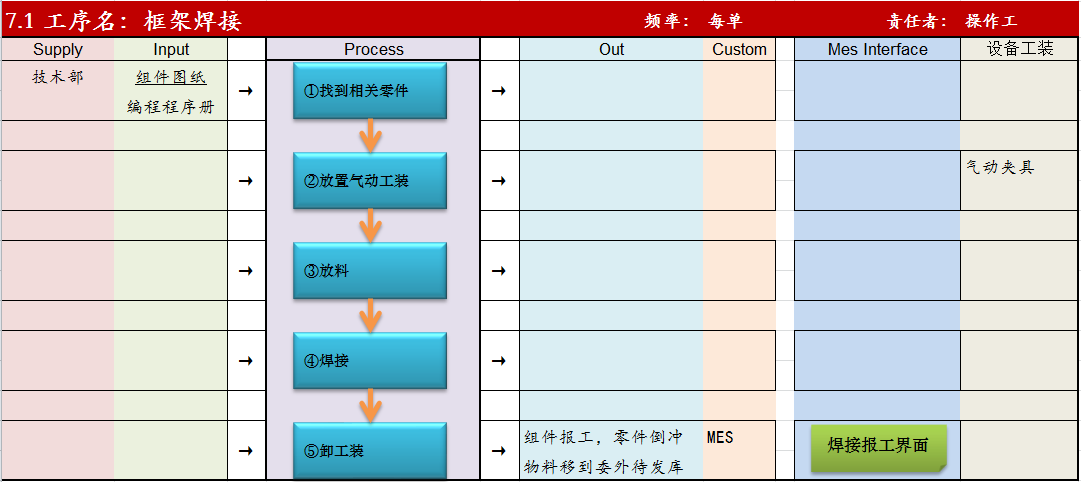 7.1 工序名：框架焊接 频率：每单 责任者：操作工
Supply Input Process Out Custom Mes Interface 设备工装
技术部 组件图纸 → ①找到相关零件 →
编程程序册
→ ②放置气动工装 → 气动夹具
→ ③放料 →
→ ④焊接 →
→ ⑤卸工装 → 组件报工，零件倒冲 MES 焊接报工界面
物料移到委外待发库